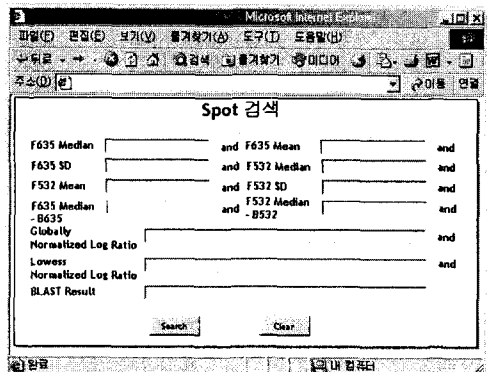 Microsoft Internet Explorer
파일(F) 편집(E) 보기(V) 즐겨찾기(A) 도구(T) 도움말(H)
뒤로 검색 즐겨찾기 미디어
주소(D) 이동 연결
Spot 검색
F635 Median and F635 Mean and
F635 SD and F532 Median and
F532 Mean and F532 SD and
F635 Median and F532 Median and
- B635 - B532
Globally
Normatized Log Ratio and
Lowess
Normatized Log Ratio and
BLAST Result
Search Clear
완료 내 컴퓨터